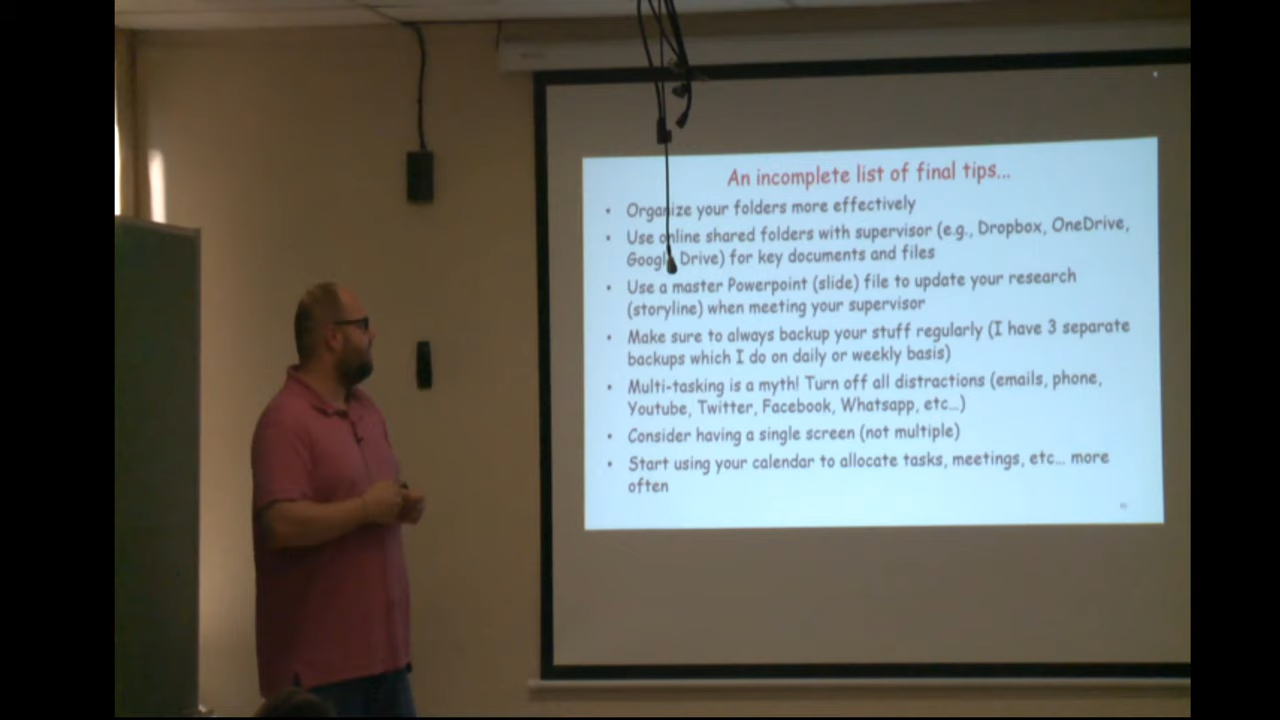 An incomplete list of final tips...
• Organize your folders more effectively
• Use online shared folders with supervisor (e.g., Dropbox, OneDrive,
Google Drive) for key documents and files
• Use a master Powerpoint (slide) file to update your research
(storyline) when meeting your supervisor
• Make sure to always backup your stuff regularly (I have 3 separate
backups which I do on daily or weekly basis)
• Multi-tasking is a myth! Turn off all distractions (emails, phone,
Youtube, Twitter, Facebook, Whatsapp, etc...)
• Consider having a single screen (not multiple)
• Start using your calendar to allocate tasks, meetings, etc... more
often